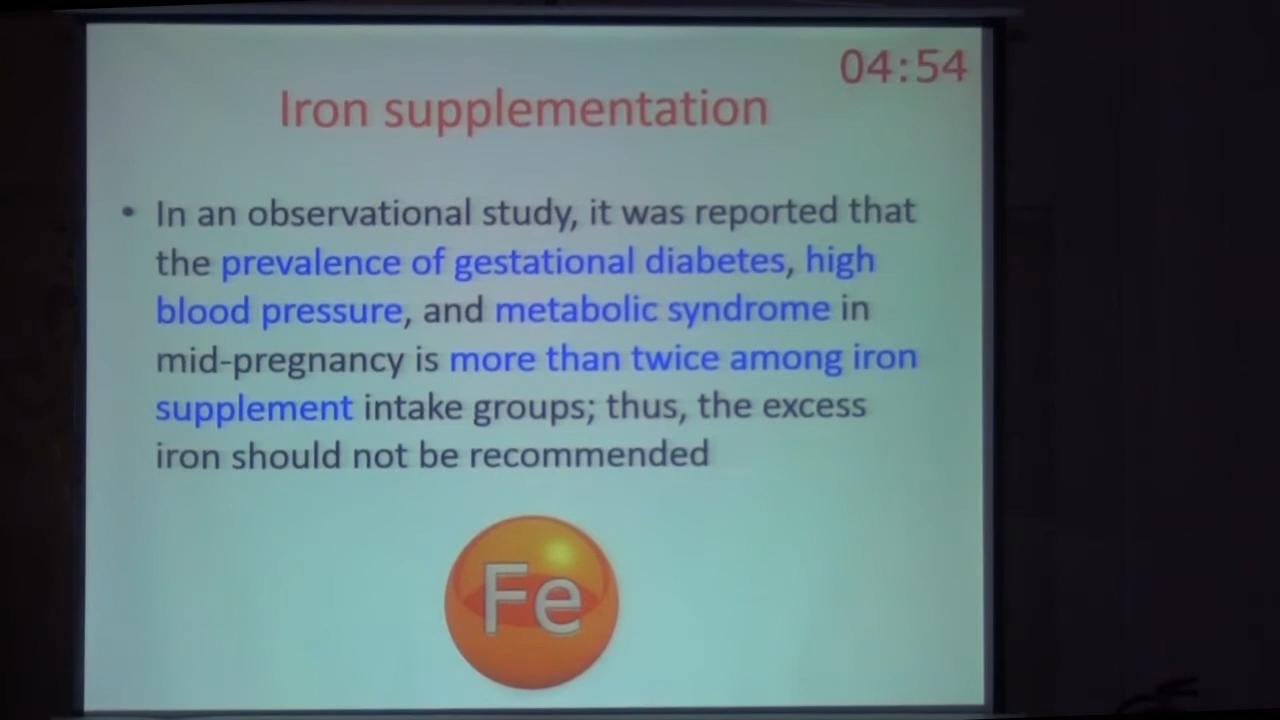 04:54
Iron supplementation
• In an observational study, it was reported that
the prevalence of gestational diabetes, high
blood pressure, and metabolic syndrome in
mid-pregnancy is more than twice among iron
supplement intake groups; thus, the excess
iron should not be recommended
Fe